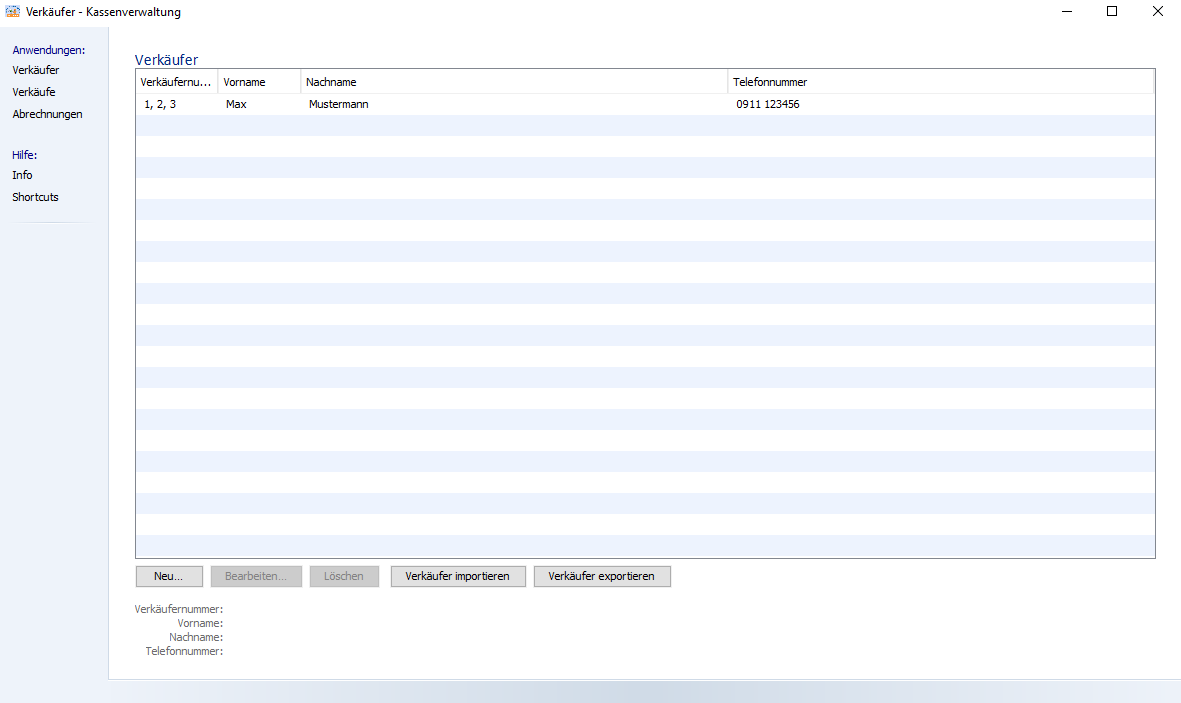 Verkäufer - Kassenverwaltung
Anwendungen:
Verkäufer
Verkäufe
Abrechnungen
Hilfe:
Info
Shortcuts
Verkäufer
Verkäufernu... Vorname Nachname Telefonnummer
1, 2, 3 Max Mustermann 0911 123456
Neu... Bearbeiten... Löschen Verkäufer importieren Verkäufer exportieren
Verkäufernummer:
Vorname:
Nachname:
Telefonnummer: